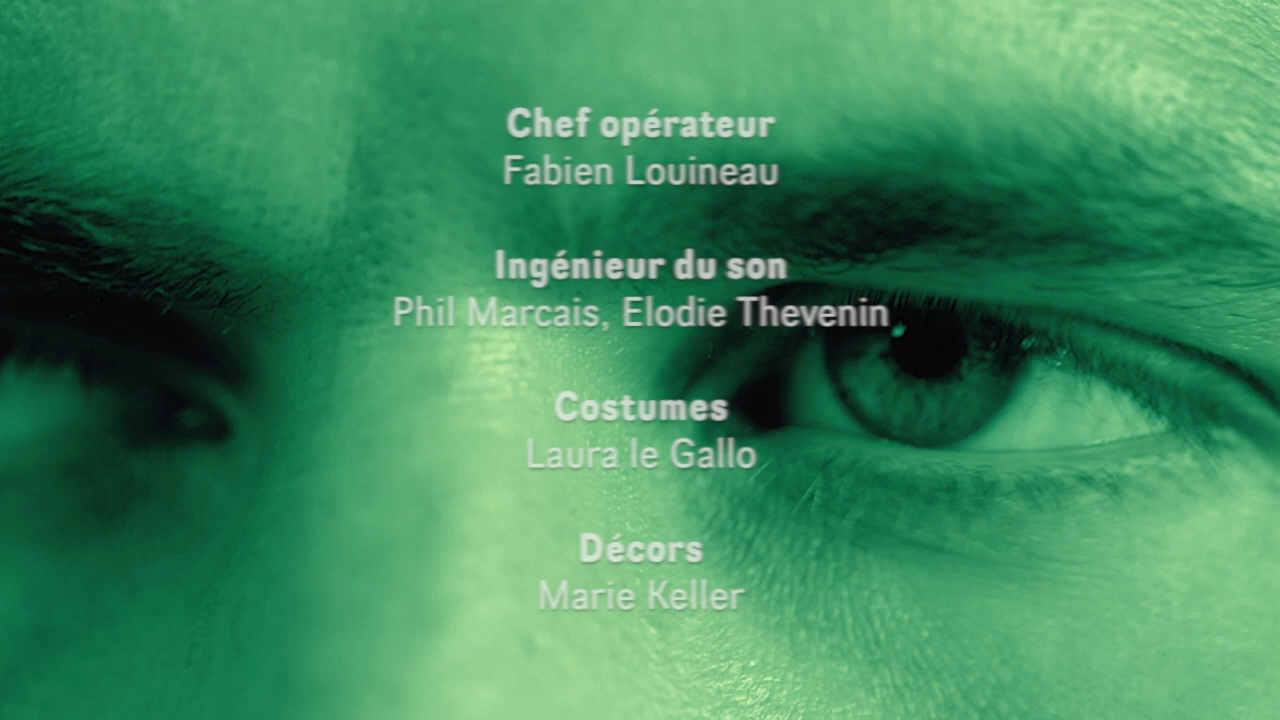 Chef opérateur
Fabien Louineau
Ingénieur du son
Phil Marcais, Elodie Thevenin
Costumes
Laura le Gallo
Décors
Marie Keller